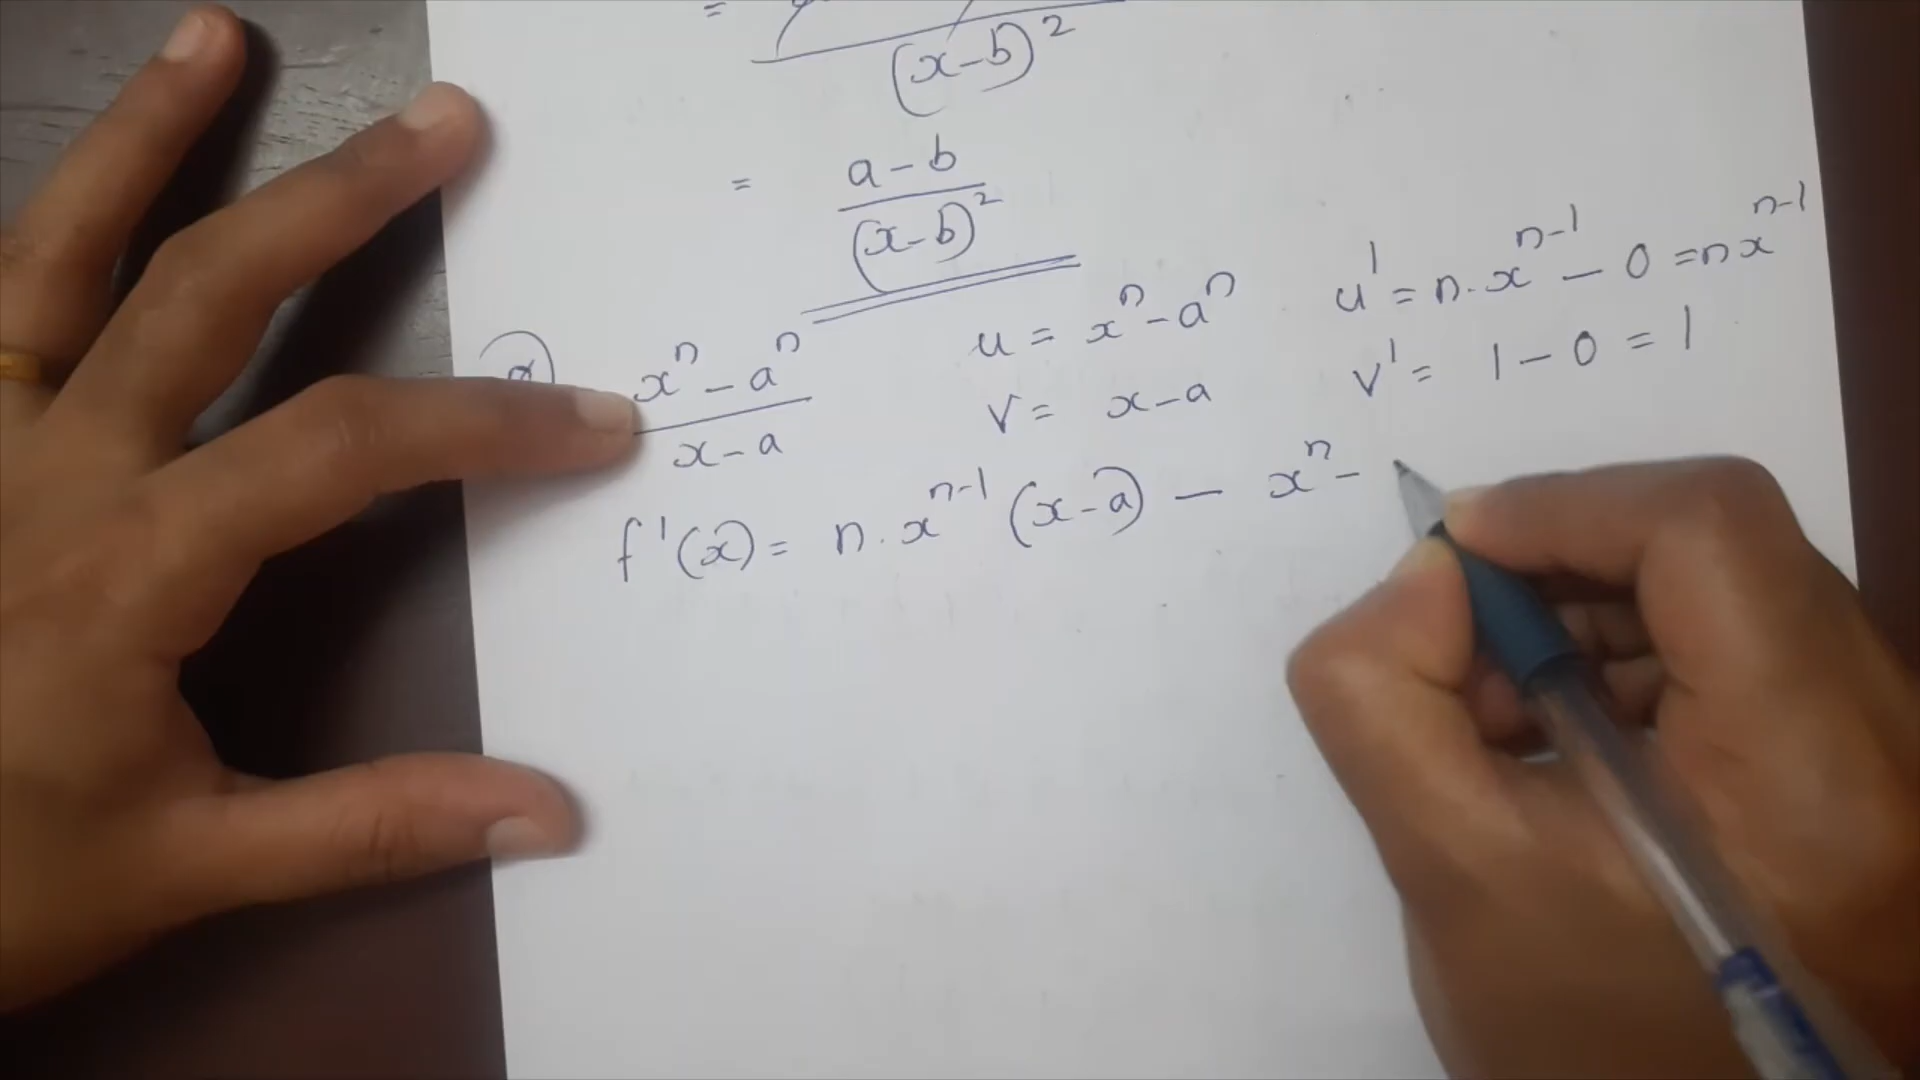 =
(x-b)²
= a-b
(x-b)²
xⁿ-aⁿ u = xⁿ-aⁿ u' = n.xⁿ⁻¹ - 0 = nxⁿ⁻¹
x-a v = x-a v' = 1 - 0 = 1
f'(x) = n.xⁿ⁻¹ (x-a) - xⁿ -